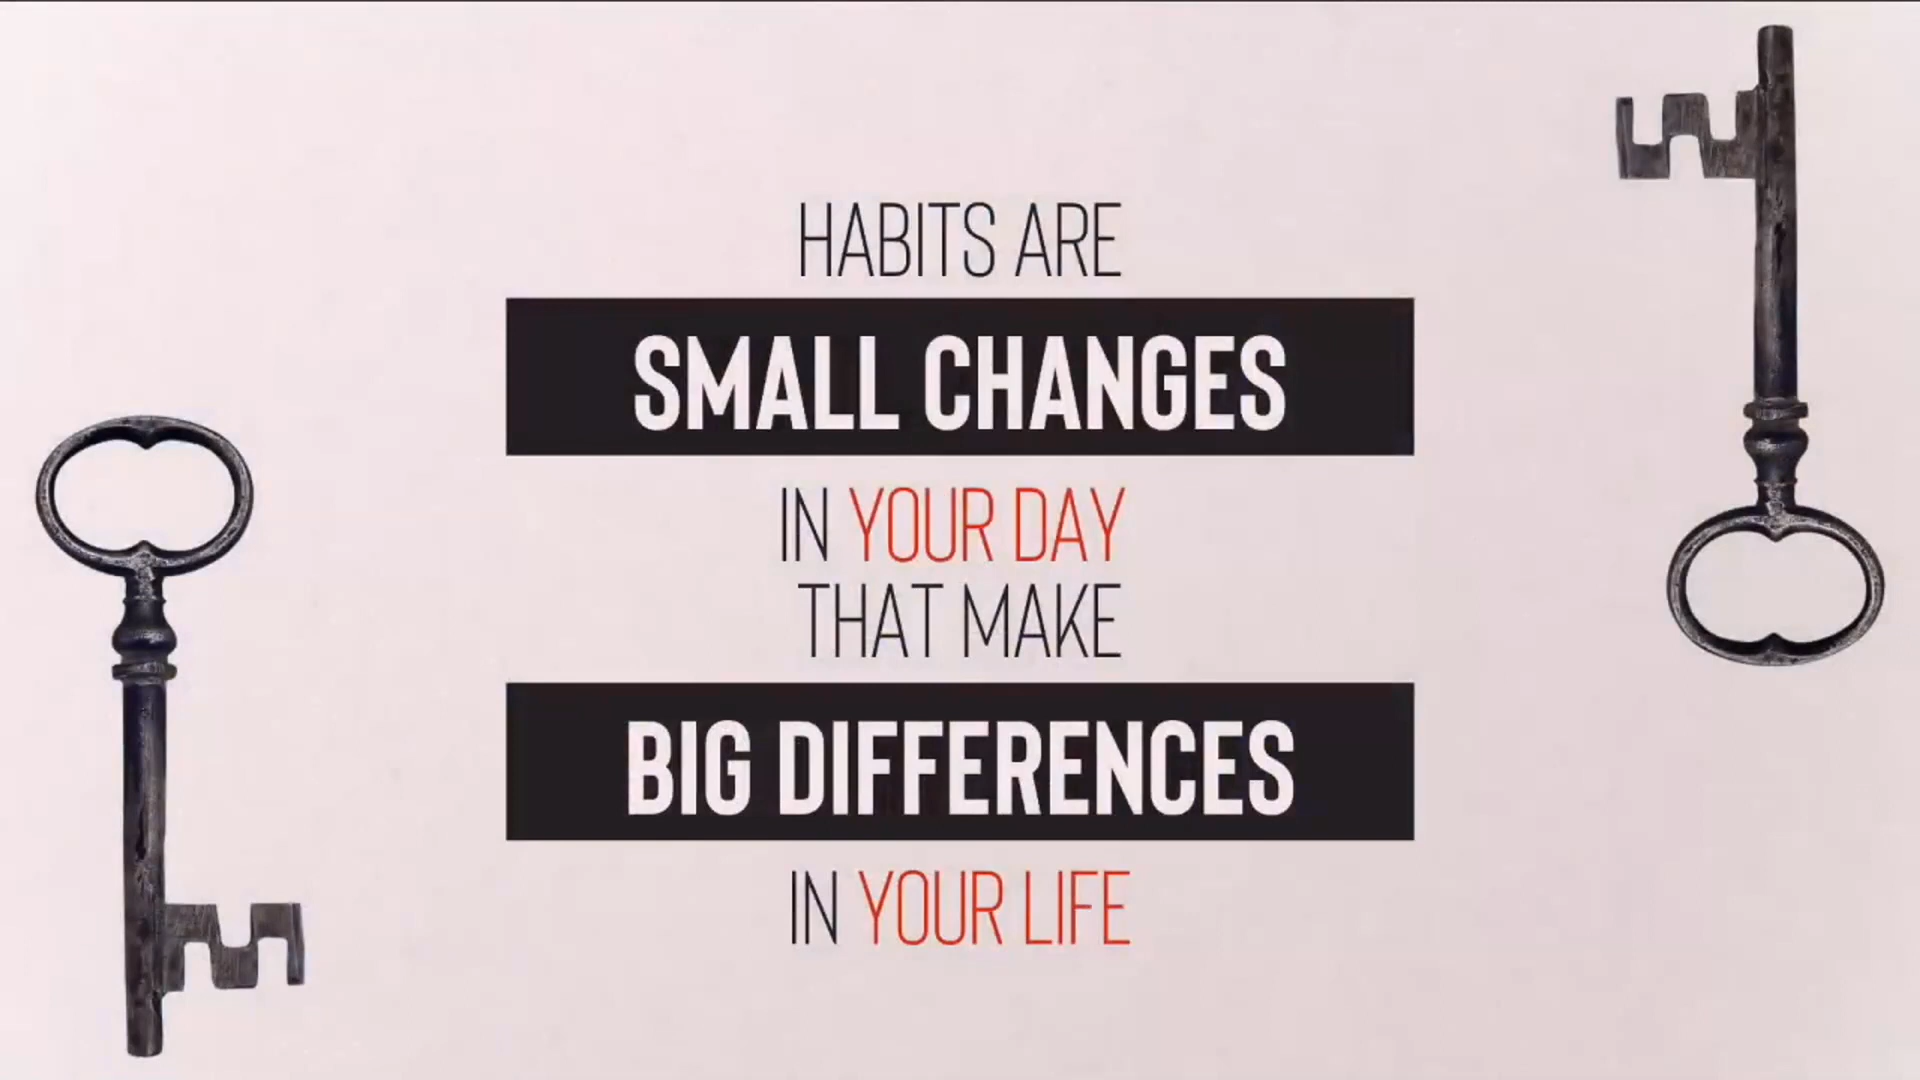 HABITS ARE
SMALL CHANGES
IN YOUR DAY
THAT MAKE
BIG DIFFERENCES
IN YOUR LIFE